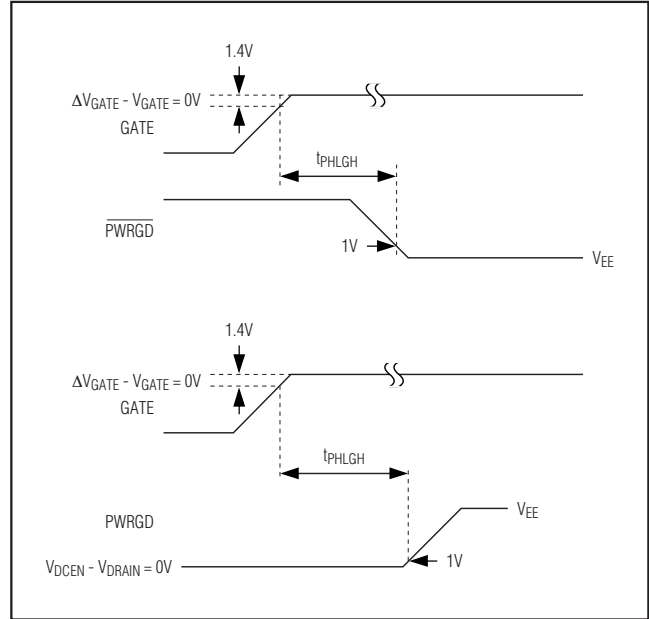 1.4V
ΔVGATE - VGATE = 0V
GATE
tPHLGH
PWRGD
1V
VEE
1.4V
ΔVGATE - VGATE = 0V
GATE
tPHLGH
PWRGD
VEE
VDCEN - VDRAIN = 0V
1V